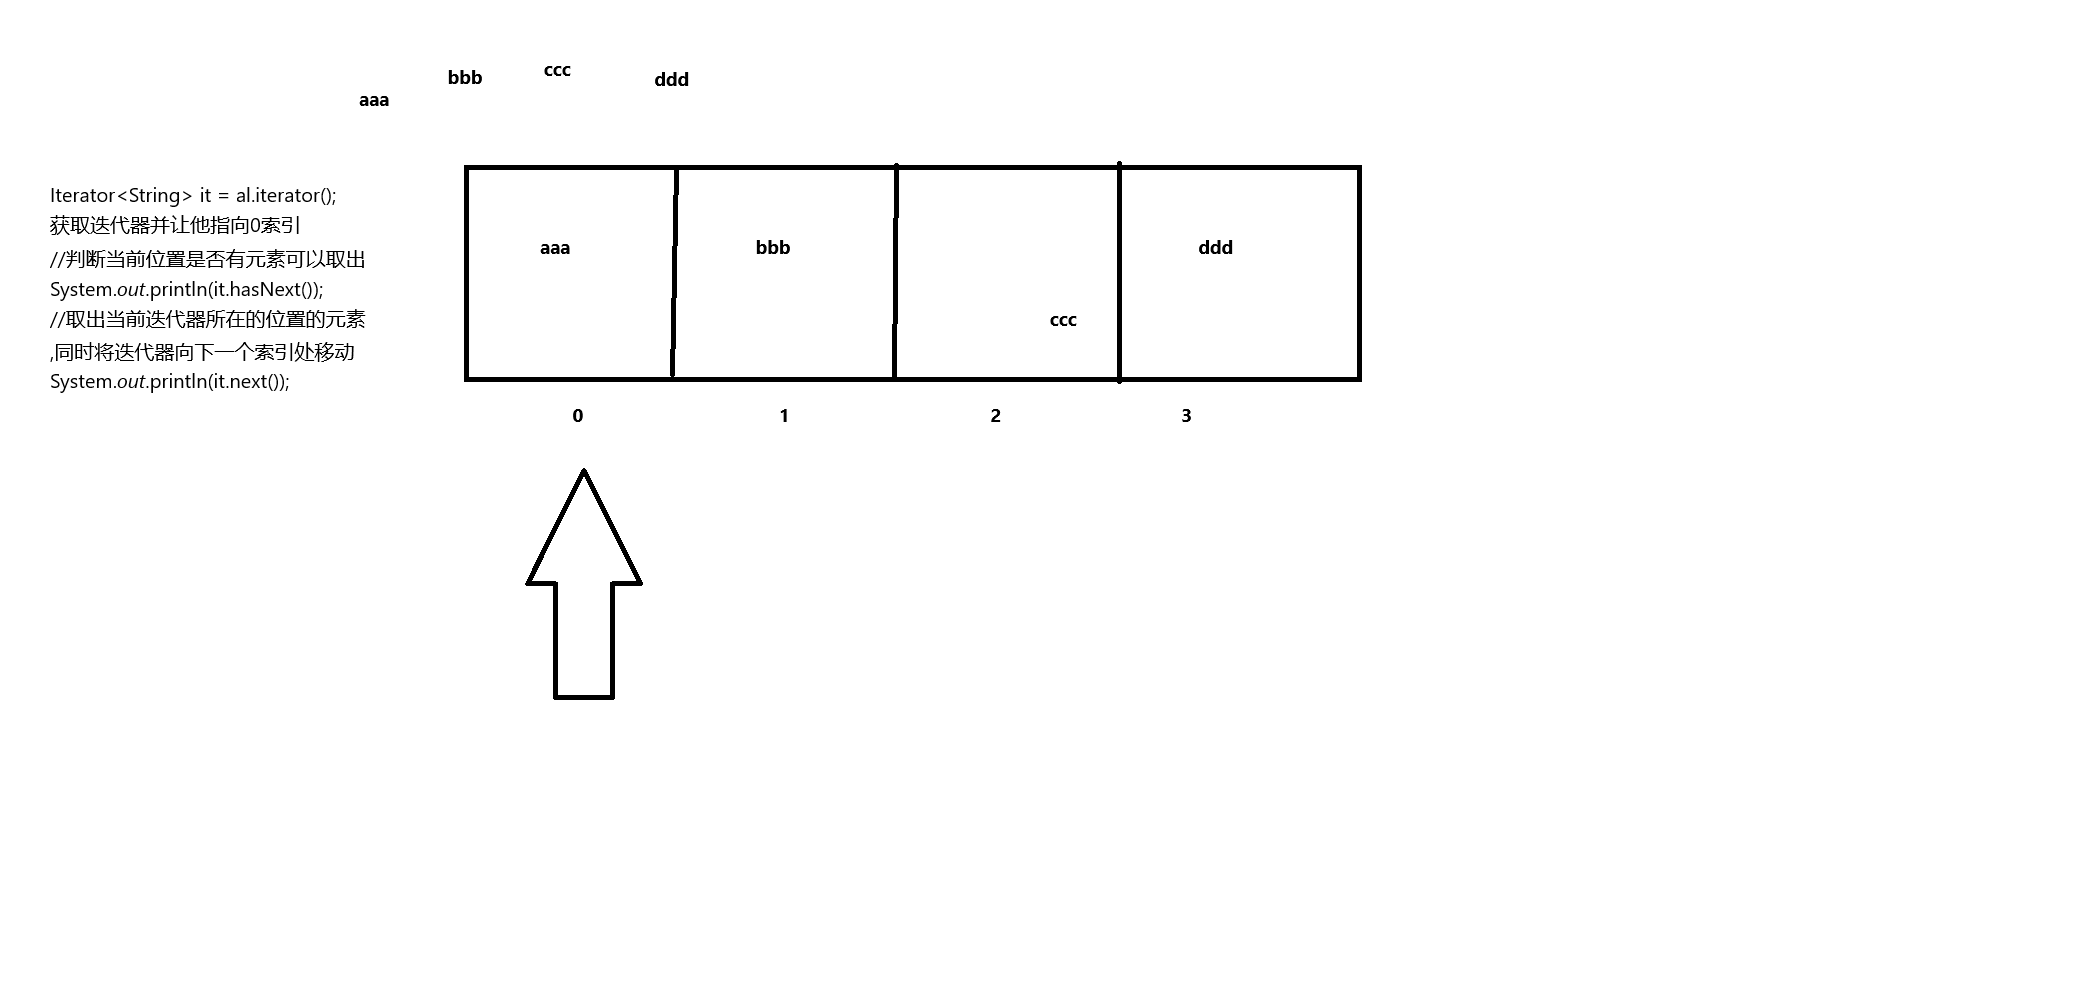 aaa
bbb
ccc
ddd
Iterator<String> it = al.iterator();
获取迭代器并让他指向0索引
//判断当前位置是否有元素可以取出
System.out.println(it.hasNext());
//取出当前迭代器所在的位置的元素
,同时将迭代器向下一个索引处移动
System.out.println(it.next());
aaa
bbb
ccc
ddd
0
1
2
3